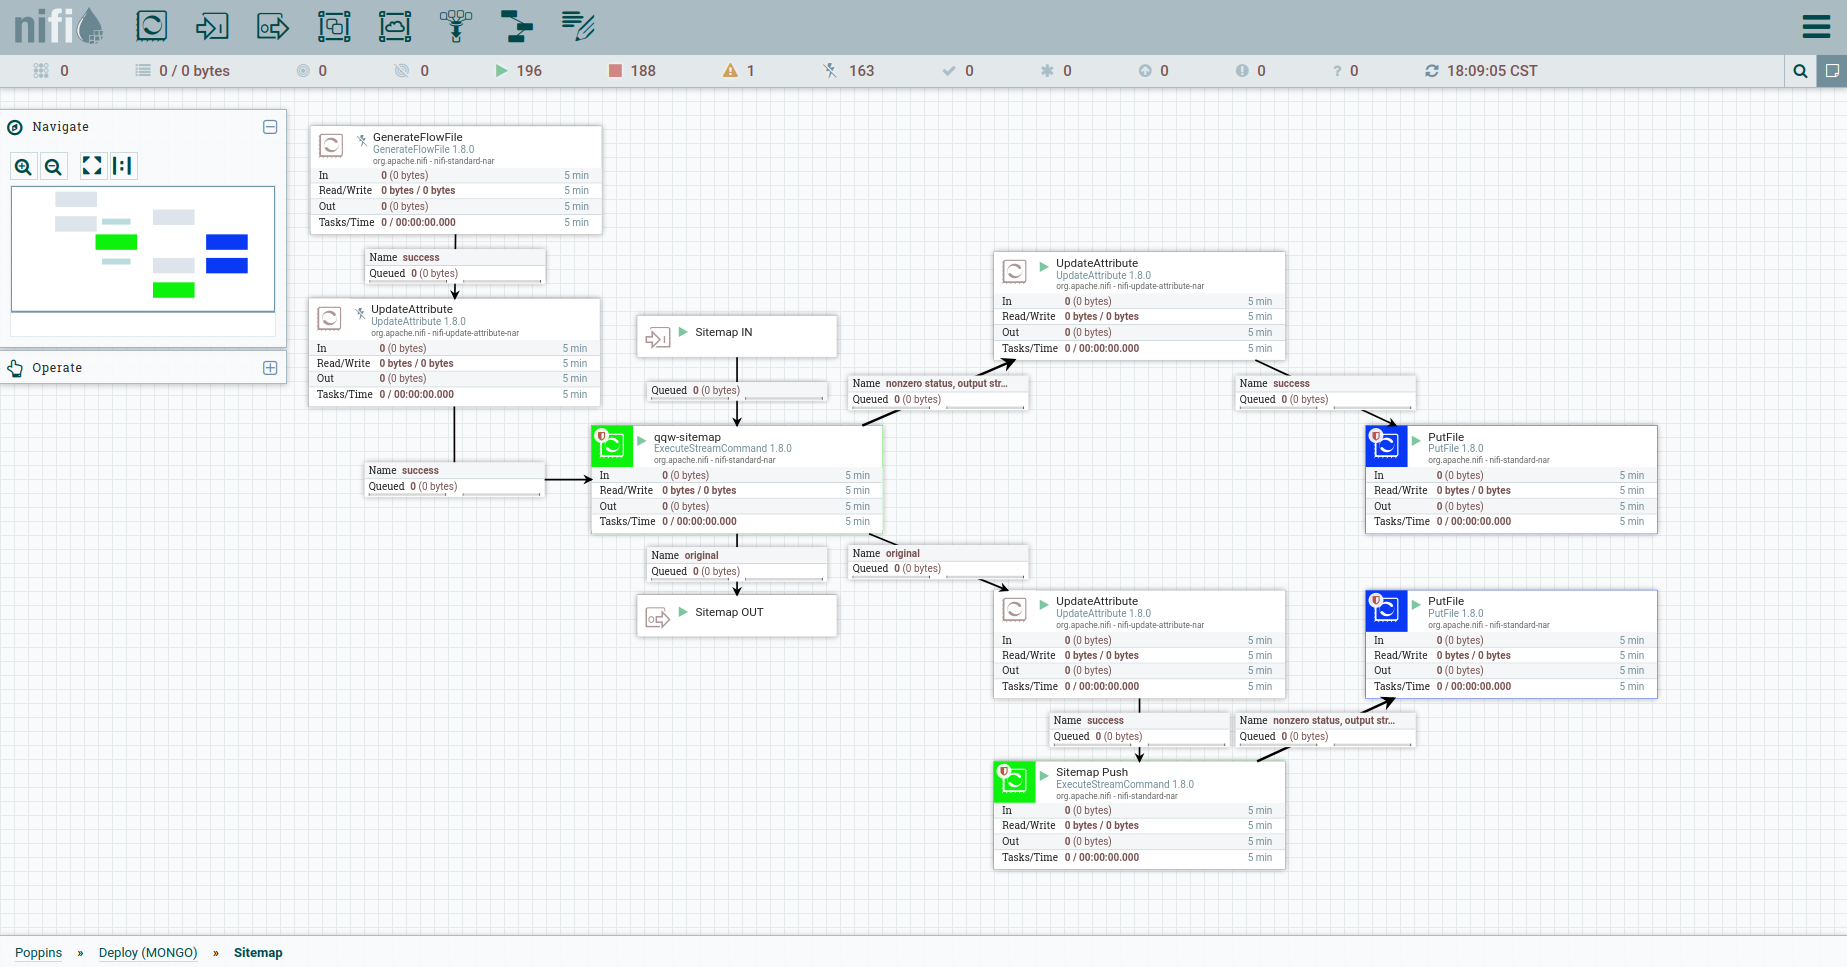 nifi
0
0 / 0 bytes
0
0
196
188
1
163
0
0
0
0
? 0
18:09:05 CST
Navigate
Operate
GenerateFlowFile
GenerateFlowFile 1.8.0
org.apache.nifi - nifi-standard-nar
In 0 (0 bytes) 5 min
Read/Write 0 bytes / 0 bytes 5 min
Out 0 (0 bytes) 5 min
Tasks/Time 0 / 00:00:00.000 5 min
Name success
Queued 0 (0 bytes)
UpdateAttribute
UpdateAttribute 1.8.0
org.apache.nifi - nifi-update-attribute-nar
In 0 (0 bytes) 5 min
Read/Write 0 bytes / 0 bytes 5 min
Out 0 (0 bytes) 5 min
Tasks/Time 0 / 00:00:00.000 5 min
Name success
Queued 0 (0 bytes)
Sitemap IN
Queued 0 (0 bytes)
qqw-sitemap
ExecuteStreamCommand 1.8.0
org.apache.nifi - nifi-standard-nar
In 0 (0 bytes) 5 min
Read/Write 0 bytes / 0 bytes 5 min
Out 0 (0 bytes) 5 min
Tasks/Time 0 / 00:00:00.000 5 min
Name original
Queued 0 (0 bytes)
Sitemap OUT
Name nonzero status, output str...
Queued 0 (0 bytes)
UpdateAttribute
UpdateAttribute 1.8.0
org.apache.nifi - nifi-update-attribute-nar
In 0 (0 bytes) 5 min
Read/Write 0 bytes / 0 bytes 5 min
Out 0 (0 bytes) 5 min
Tasks/Time 0 / 00:00:00.000 5 min
Name success
Queued 0 (0 bytes)
PutFile
PutFile 1.8.0
org.apache.nifi - nifi-standard-nar
In 0 (0 bytes) 5 min
Read/Write 0 bytes / 0 bytes 5 min
Out 0 (0 bytes) 5 min
Tasks/Time 0 / 00:00:00.000 5 min
Name original
Queued 0 (0 bytes)
UpdateAttribute
UpdateAttribute 1.8.0
org.apache.nifi - nifi-update-attribute-nar
In 0 (0 bytes) 5 min
Read/Write 0 bytes / 0 bytes 5 min
Out 0 (0 bytes) 5 min
Tasks/Time 0 / 00:00:00.000 5 min
Name success
Queued 0 (0 bytes)
Sitemap Push
ExecuteStreamCommand 1.8.0
org.apache.nifi - nifi-standard-nar
In 0 (0 bytes) 5 min
Read/Write 0 bytes / 0 bytes 5 min
Out 0 (0 bytes) 5 min
Tasks/Time 0 / 00:00:00.000 5 min
Name nonzero status, output str...
Queued 0 (0 bytes)
PutFile
PutFile 1.8.0
org.apache.nifi - nifi-standard-nar
In 0 (0 bytes) 5 min
Read/Write 0 bytes / 0 bytes 5 min
Out 0 (0 bytes) 5 min
Tasks/Time 0 / 00:00:00.000 5 min
Poppins » Deploy (MONGO) » Sitemap